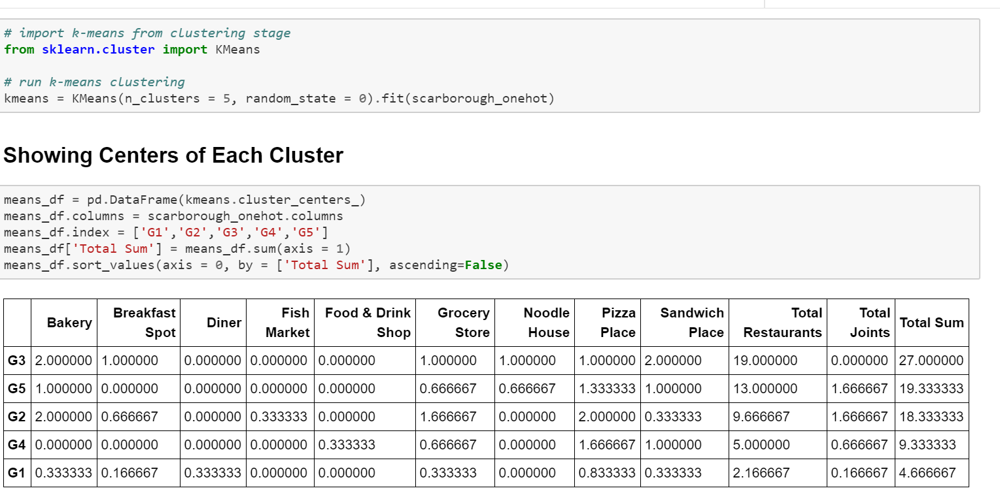 # import k-means from clustering stage
from sklearn.cluster import KMeans
# run k-means clustering
kmeans = KMeans(n_clusters = 5, random_state = 0).fit(scarborough_onehot)
Showing Centers of Each Cluster
means_df = pd.DataFrame(kmeans.cluster_centers_)
means_df.columns = scarborough_onehot.columns
means_df.index = ['G1','G2','G3','G4','G5']
means_df['Total Sum'] = means_df.sum(axis = 1)
means_df.sort_values(axis = 0, by = ['Total Sum'], ascending=False)
Bakery Breakfast Spot Diner Fish Market Food & Drink Shop Grocery Store Noodle House Pizza Place Sandwich Place Total Restaurants Total Joints Total Sum
G3 2.000000 1.000000 0.000000 0.000000 0.000000 1.000000 1.000000 1.000000 2.000000 19.000000 0.000000 27.000000
G5 1.000000 0.000000 0.000000 0.000000 0.000000 0.666667 0.666667 1.333333 1.000000 13.000000 1.666667 19.333333
G2 2.000000 0.666667 0.000000 0.333333 0.000000 1.666667 0.000000 2.000000 0.333333 9.666667 1.666667 18.333333
G4 0.000000 0.000000 0.000000 0.000000 0.333333 0.666667 0.000000 1.666667 1.000000 5.000000 0.666667 9.333333
G1 0.333333 0.166667 0.333333 0.000000 0.000000 0.333333 0.000000 0.833333 0.333333 2.166667 0.166667 4.666667